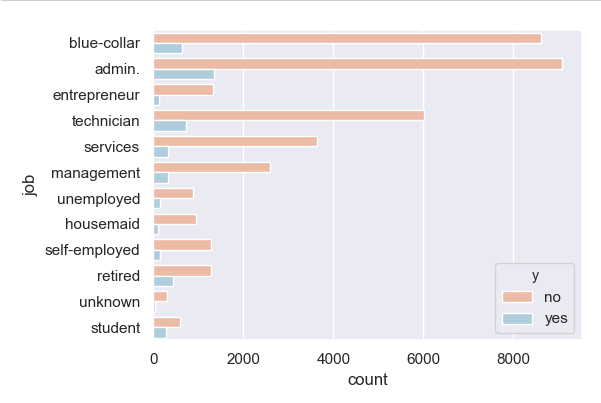 blue-collar
admin.
entrepreneur
technician
services
management
unemployed
housemaid
self-employed
retired
unknown
student
job
0 2000 4000 6000 8000
count
y
no
yes